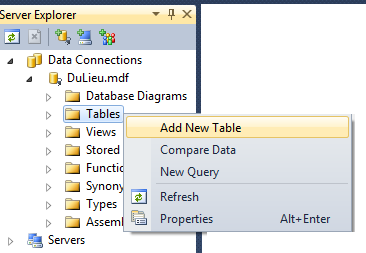 Server Explorer
Data Connections
DuLieu.mdf
Database Diagrams
Tables
Add New Table
Views
Compare Data
Stored
New Query
Functio
Synony
Refresh
Types
Properties Alt+Enter
Assem
Servers